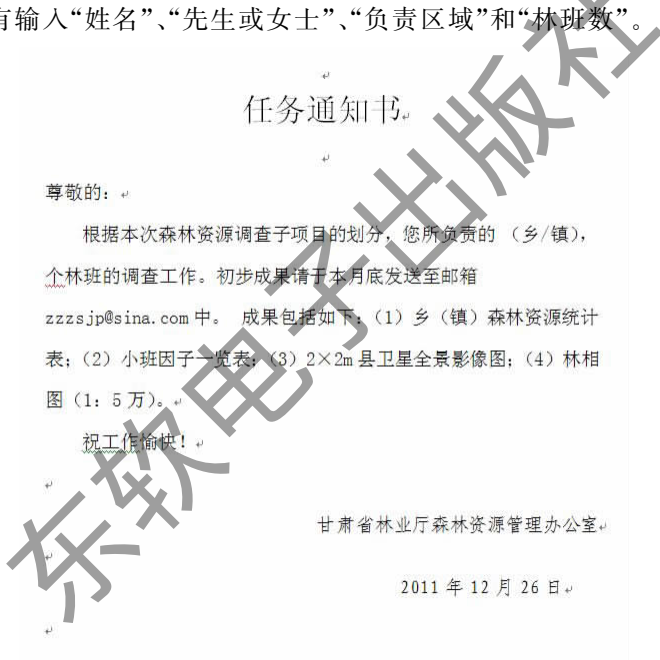 有输入“姓名”、“先生或女士”、“负责区域”和“林班数”。
任务通知书
尊敬的：
根据本次森林资源调查子项目的划分，您所负责的 （乡/镇），
个林班的调查工作。初步成果请于本月底发送至邮箱
zzzsjp@sina.com 中。 成果包括如下：（1）乡（镇）森林资源统计
表；（2）小班因子一览表；（3）2×2m 县卫星全景影像图；（4）林相
图（1：5 万）。
祝工作愉快！
甘肃省林业厅森林资源管理办公室
2011 年 12 月 26 日
东软电子出版社